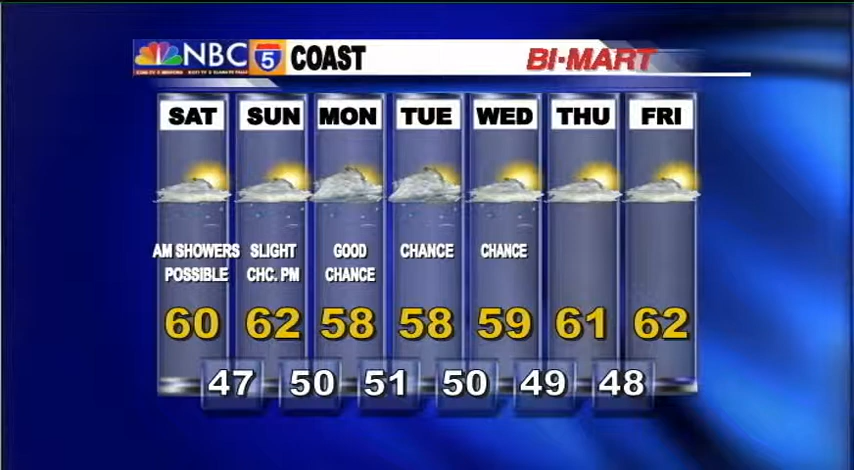 NBC 5 COAST BI-MART
SAT SUN MON TUE WED THU FRI
AM SHOWERS SLIGHT GOOD CHANCE CHANCE
POSSIBLE CHC. PM CHANCE
60 62 58 58 59 61 62
47 50 51 50 49 48